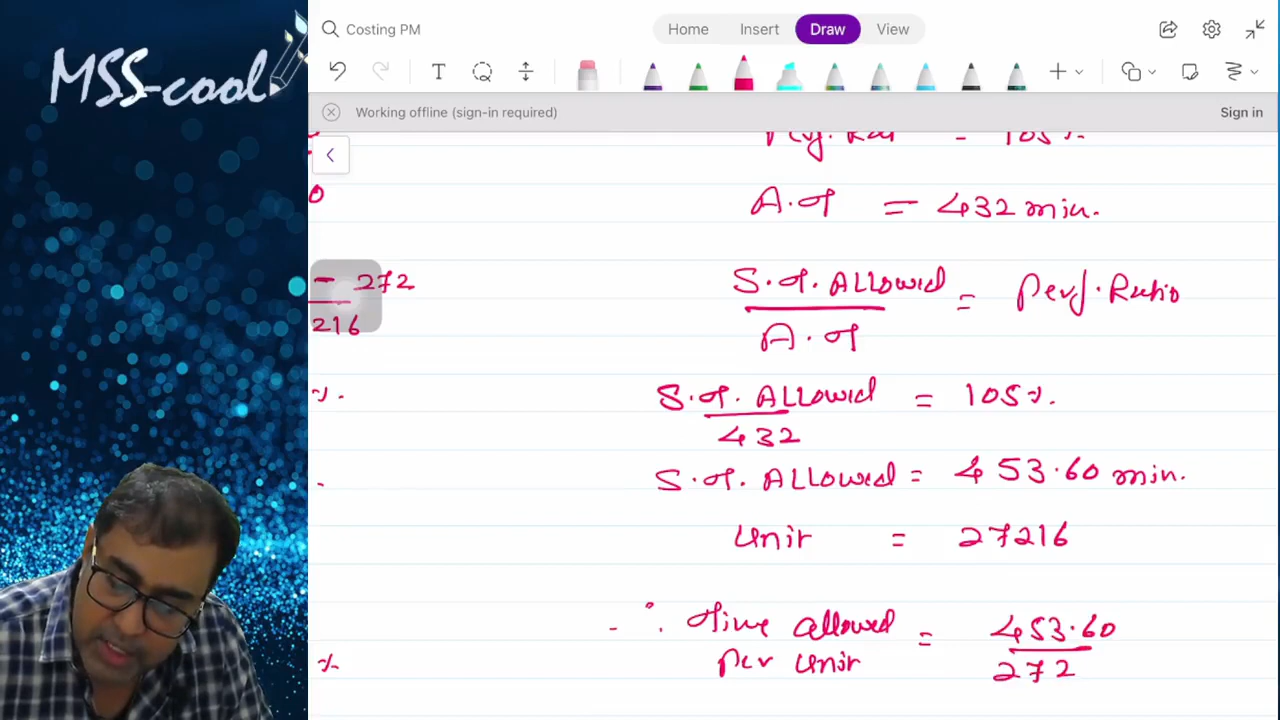 MSS-cool
Costing PM
Home Insert Draw View
Working offline (sign-in required)
Sign in
= 105%
A.T = 432 min.
0
- 272
216
S.T. Allowed = Perf. Ratio
A.T
%.
S.T. Allowed = 105%.
432
S.T. Allowed = 453.60 min.
Unit = 27216
∴ Time allowed = 453.60
per unit 272
%